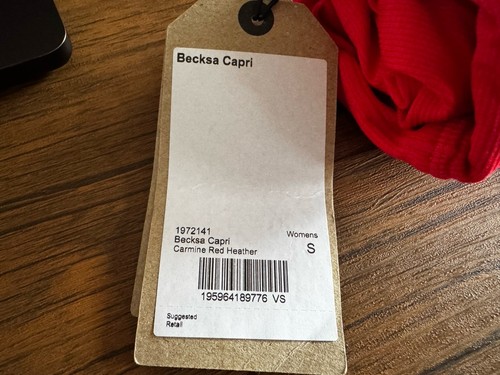 Becksa Capri
1972141
Womens
Becksa Capri
S
Carmine Red Heather
195964189776 VS
Suggested
Retail